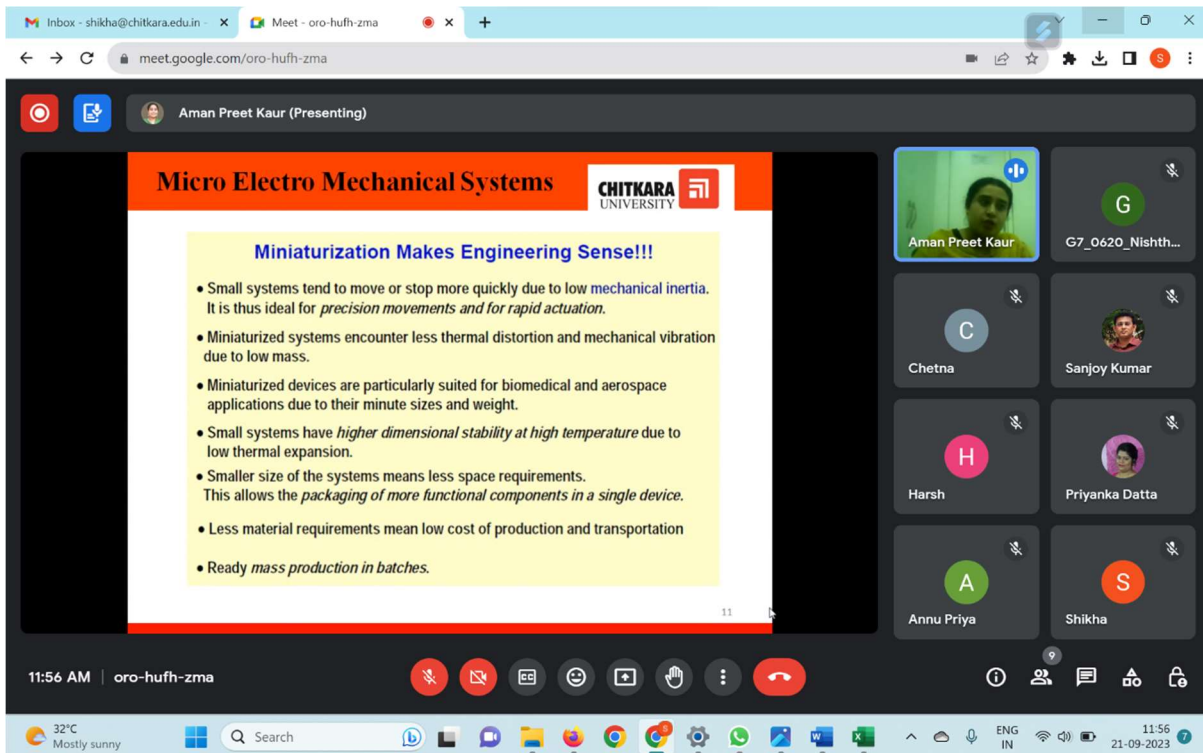 Inbox - shikha@chitkara.edu.in -
Meet - oro-hufh-zma
meet.google.com/oro-hufh-zma
S
Aman Preet Kaur (Presenting)
Micro Electro Mechanical Systems
CHITKARA
UNIVERSITY
Miniaturization Makes Engineering Sense!!!
• Small systems tend to move or stop more quickly due to low mechanical inertia.
It is thus ideal for precision movements and for rapid actuation.
• Miniaturized systems encounter less thermal distortion and mechanical vibration
due to low mass.
• Miniaturized devices are particularly suited for biomedical and aerospace
applications due to their minute sizes and weight.
• Small systems have higher dimensional stability at high temperature due to
low thermal expansion.
• Smaller size of the systems means less space requirements.
This allows the packaging of more functional components in a single device.
• Less material requirements mean low cost of production and transportation
• Ready mass production in batches.
11
Aman Preet Kaur
G
G7_0620_Nishth...
C
Chetna
Sanjoy Kumar
H
Harsh
Priyanka Datta
A
Annu Priya
S
Shikha
11:56 AM | oro-hufh-zma
CC
9
32°C
Mostly sunny
Search
ENG
IN
11:56
21-09-2023
7